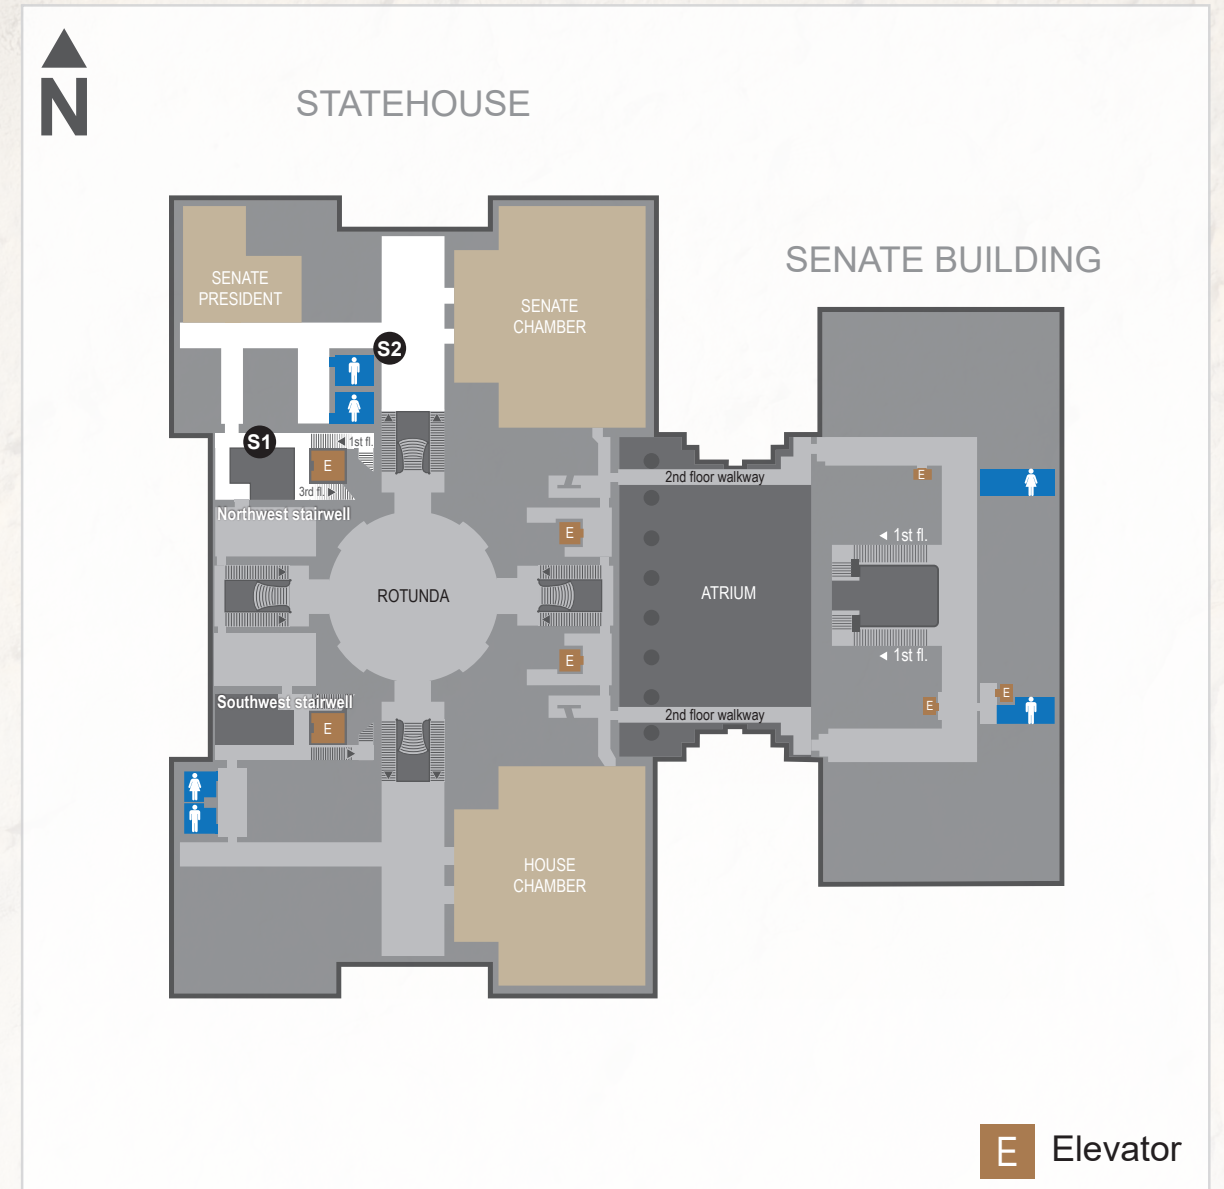 N
STATEHOUSE
SENATE BUILDING
SENATE
PRESIDENT
SENATE
CHAMBER
S2
S1
1st fl.
E
3rd fl.
Northwest stairwell
2nd floor walkway
E
E
1st fl.
ROTUNDA
ATRIUM
E
1st fl.
Southwest stairwell
E
2nd floor walkway
E
E
HOUSE
CHAMBER
E Elevator